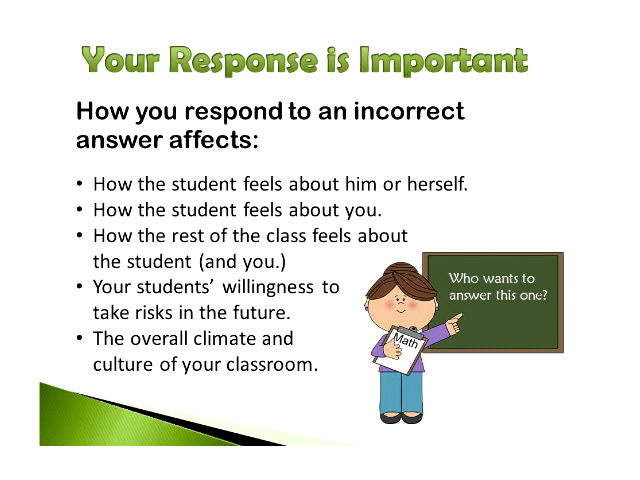 Your Response is Important
How you respond to an incorrect
answer affects:
• How the student feels about him or herself.
• How the student feels about you.
• How the rest of the class feels about
the student (and you.)
• Your students’ willingness to
take risks in the future.
• The overall climate and
culture of your classroom.
Who wants to
answer this one?
Math